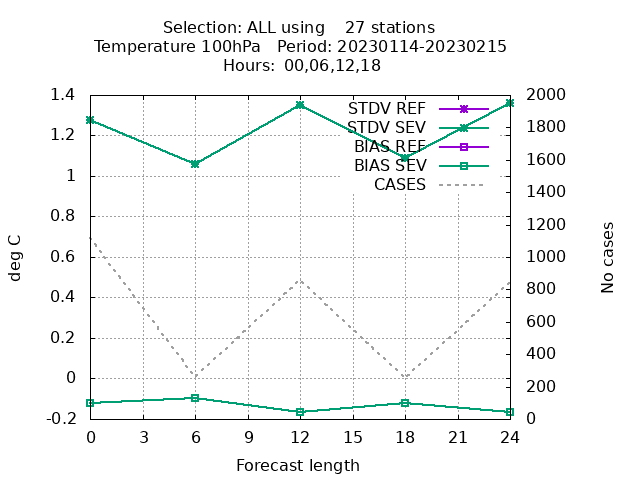 Selection: ALL using    27 stations
Temperature 100hPa   Period: 20230114-20230215
Hours: 00,06,12,18
1.4
1.2
1
0.8
0.6
0.4
0.2
0
-0.2
deg C
STDV REF
STDV SEV
BIAS REF
BIAS SEV
CASES
2000
1800
1600
1400
1200
1000
800
600
400
200
0
No cases
0 3 6 9 12 15 18 21 24
Forecast length